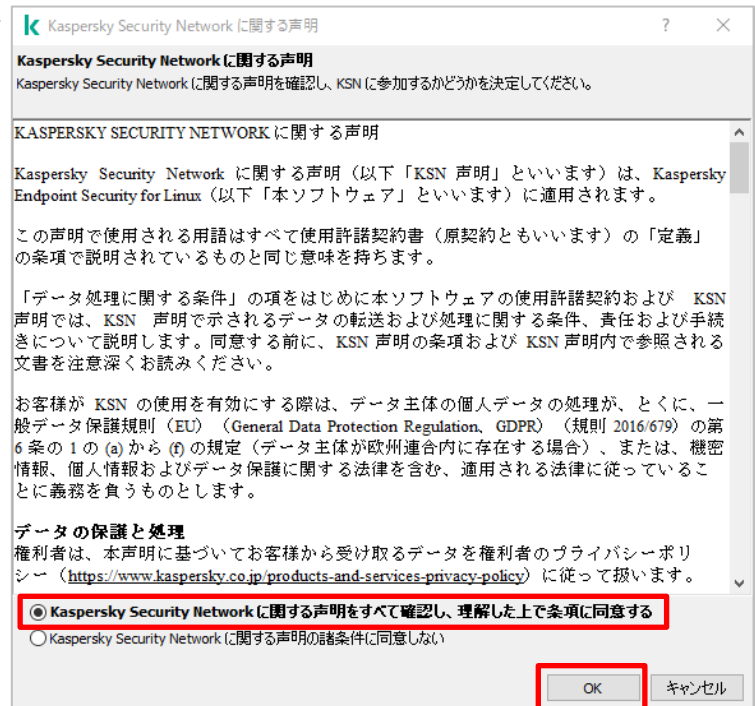 Kaspersky Security Network に関する声明
Kaspersky Security Network に関する声明
Kaspersky Security Network に関する声明を確認し、KSN に参加するかどうかを決定してください。
KASPERSKY SECURITY NETWORK に関する声明
Kaspersky Security Network に関する声明（以下「KSN 声明」といいます）は、Kaspersky
Endpoint Security for Linux（以下「本ソフトウェア」といいます）に適用されます。
この声明で使用される用語はすべて使用許諾契約書（原契約ともいいます）の「定義」
の条項で説明されているものと同じ意味を持ちます。
「データ処理に関する条件」の項をはじめに本ソフトウェアの使用許諾契約および KSN
声明では、KSN 声明で示されるデータの転送および処理に関する条件、責任および手続
きについて説明します。同意する前に、KSN 声明の条項および KSN 声明内で参照される
文書を注意深くお読みください。
お客様が KSN の使用を有効にする際は、データ主体の個人データの処理が、とくに、一
般データ保護規則（EU）（General Data Protection Regulation、GDPR）（規則 2016/679）の第
6 条の 1 の (a) から (f) の規定（データ主体が欧州連合内に存在する場合）、または、機密
情報、個人情報およびデータ保護に関する法律を含む、適用される法律に従っているこ
とに義務を負うものとします。
データの保護と処理
権利者は、本声明に基づいてお客様から受け取るデータを権利者のプライバシーポリ
シー（https://www.kaspersky.co.jp/products-and-services-privacy-policy）に従って扱います。
Kaspersky Security Network に関する声明をすべて確認し、理解した上で条項に同意する
Kaspersky Security Network に関する声明の諸条件に同意しない
OK キャンセル